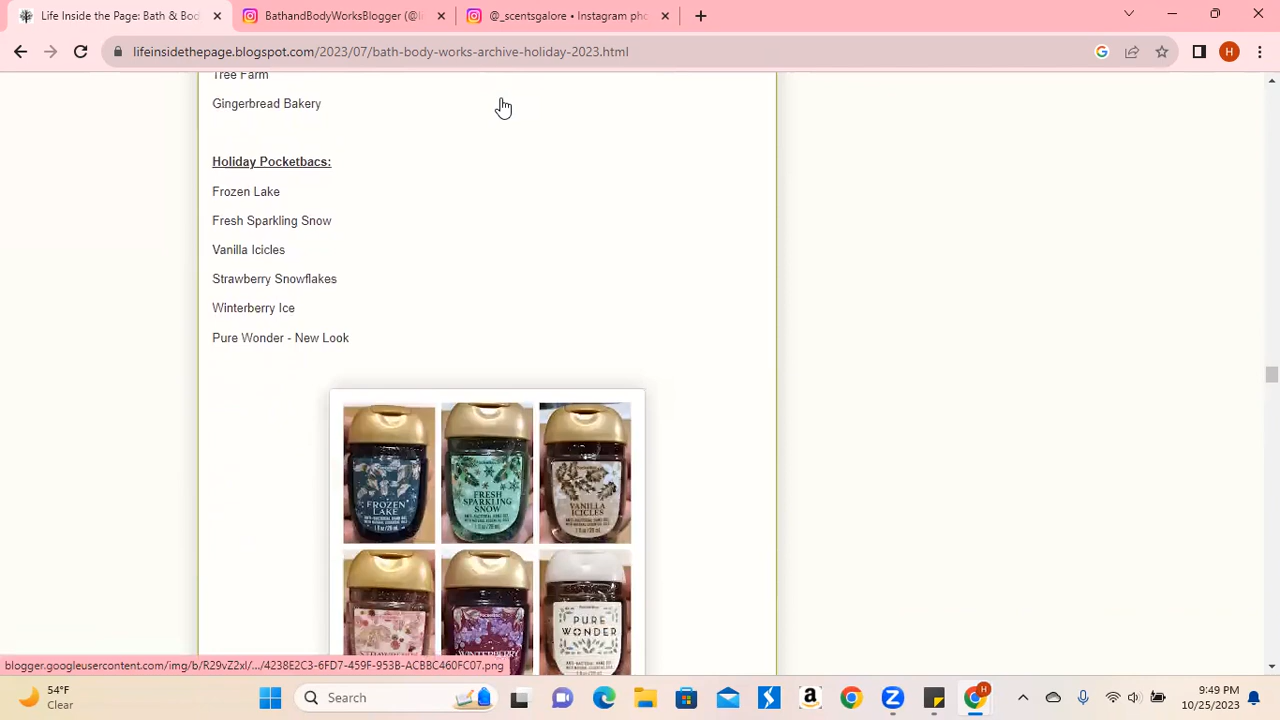 Life Inside the Page: Bath & Bod
BathandBodyWorksBlogger (@li
@_scentsgalore • Instagram pho
lifeinsidethepage.blogspot.com/2023/07/bath-body-works-archive-holiday-2023.html
Tree Farm
Gingerbread Bakery
Holiday Pocketbacs:
Frozen Lake
Fresh Sparkling Snow
Vanilla Icicles
Strawberry Snowflakes
Winterberry Ice
Pure Wonder - New Look
FROZEN
LAKE
FRESH
SPARKLING
SNOW
VANILLA
ICICLES
PURE
WONDER
WINTERBERRY
blogger.googleusercontent.com/img/b/R29vZ2xl/.../4238E2C3-6FD7-459F-953B-ACBBC460FC07.png
54°F
Clear
Search
9:49 PM
10/25/2023